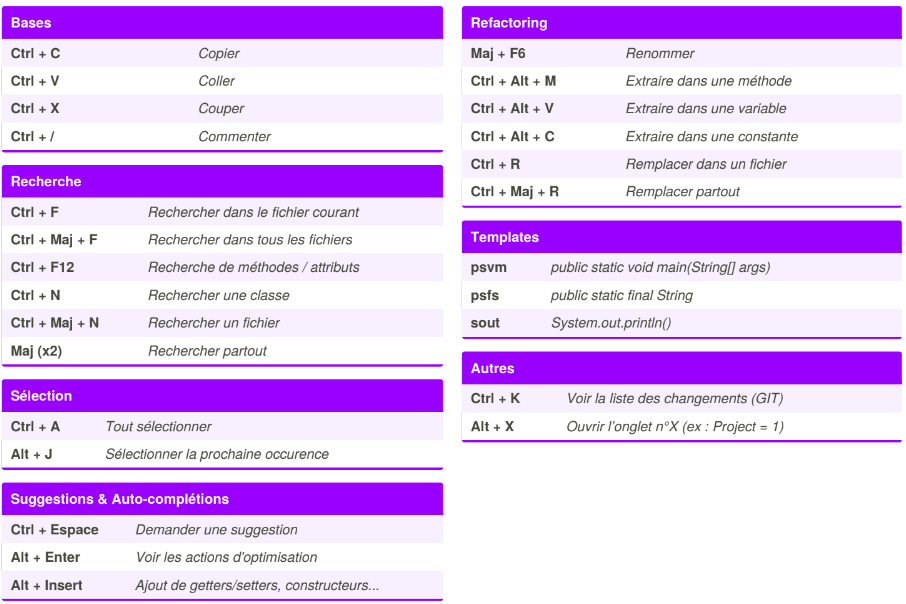 Bases
Ctrl + C Copier
Ctrl + V Coller
Ctrl + X Couper
Ctrl + / Commenter
Recherche
Ctrl + F Rechercher dans le fichier courant
Ctrl + Maj + F Rechercher dans tous les fichiers
Ctrl + F12 Recherche de méthodes / attributs
Ctrl + N Rechercher une classe
Ctrl + Maj + N Rechercher un fichier
Maj (x2) Rechercher partout
Sélection
Ctrl + A Tout sélectionner
Alt + J Sélectionner la prochaine occurence
Suggestions & Auto-complétions
Ctrl + Espace Demander une suggestion
Alt + Enter Voir les actions d'optimisation
Alt + Insert Ajout de getters/setters, constructeurs...
Refactoring
Maj + F6 Renommer
Ctrl + Alt + M Extraire dans une méthode
Ctrl + Alt + V Extraire dans une variable
Ctrl + Alt + C Extraire dans une constante
Ctrl + R Remplacer dans un fichier
Ctrl + Maj + R Remplacer partout
Templates
psvm public static void main(String[] args)
psfs public static final String
sout System.out.println()
Autres
Ctrl + K Voir la liste des changements (GIT)
Alt + X Ouvrir l'onglet n°X (ex : Project = 1)